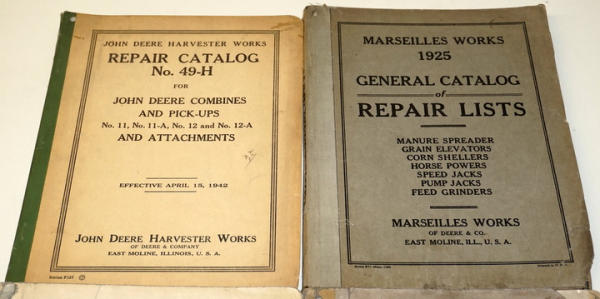 JOHN DEERE HARVESTER WORKS
REPAIR CATALOG
No. 49-H
FOR
JOHN DEERE COMBINES
AND PICK-UPS
No. 11, No. 11-A, No. 12 and No. 12-A
AND ATTACHMENTS
EFFECTIVE APRIL 15, 1942
JOHN DEERE HARVESTER WORKS
OF DEERE & COMPANY
EAST MOLINE, ILLINOIS, U. S. A.
MARSEILLES WORKS
1925
GENERAL CATALOG
of
REPAIR LISTS
MANURE SPREADER
GRAIN ELEVATORS
CORN SHELLERS
HORSE POWERS
SPEED JACKS
PUMP JACKS
FEED GRINDERS
MARSEILLES WORKS
OF DEERE & CO.
EAST MOLINE, ILL., U. S. A.